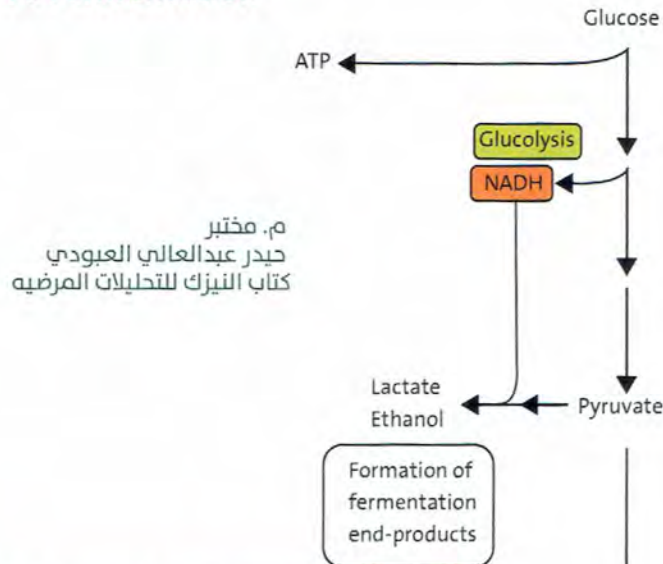 Glucose
ATP
Glucolysis
NADH
م. مختبر
حيدر عبدالعالي العبودي
كتاب النيزك للتحليلات المرضيه
Lactate
Ethanol
Pyruvate
Formation of
fermentation
end-products